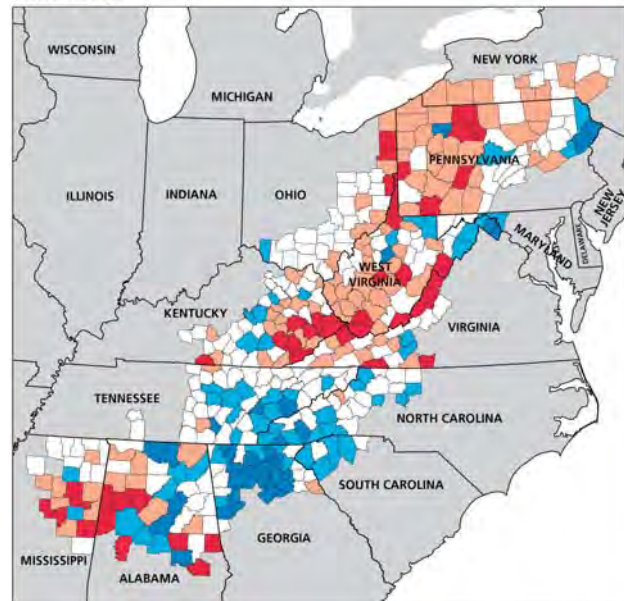 WISCONSIN
NEW YORK
MICHIGAN
PENNSYLVANIA
ILLINOIS
INDIANA
OHIO
NEW
JERSEY
MARYLAND
DELAWARE
WEST
VIRGINIA
KENTUCKY
VIRGINIA
TENNESSEE
NORTH CAROLINA
SOUTH CAROLINA
GEORGIA
MISSISSIPPI
ALABAMA